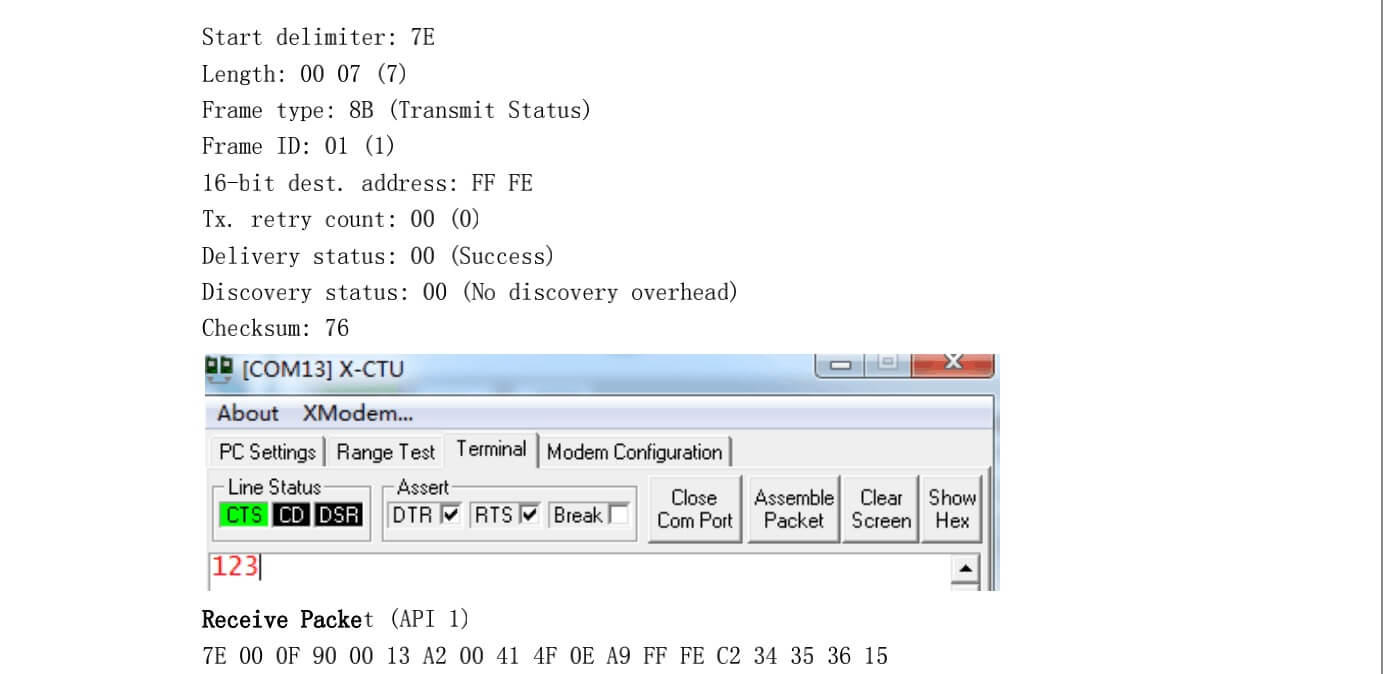 Start delimiter: 7E
Length: 00 07 (7)
Frame type: 8B (Transmit Status)
Frame ID: 01 (1)
16-bit dest. address: FF FE
Tx. retry count: 00 (0)
Delivery status: 00 (Success)
Discovery status: 00 (No discovery overhead)
Checksum: 76
[COM13] X-CTU
About XModem...
PC Settings Range Test Terminal Modem Configuration
Line Status Assert
CTS CD DSR DTR RTS Break
Close Com Port
Assemble Packet
Clear Screen
Show Hex
123
Receive Packet (API 1)
7E 00 0F 90 00 13 A2 00 41 4F 0E A9 FF FE C2 34 35 36 15